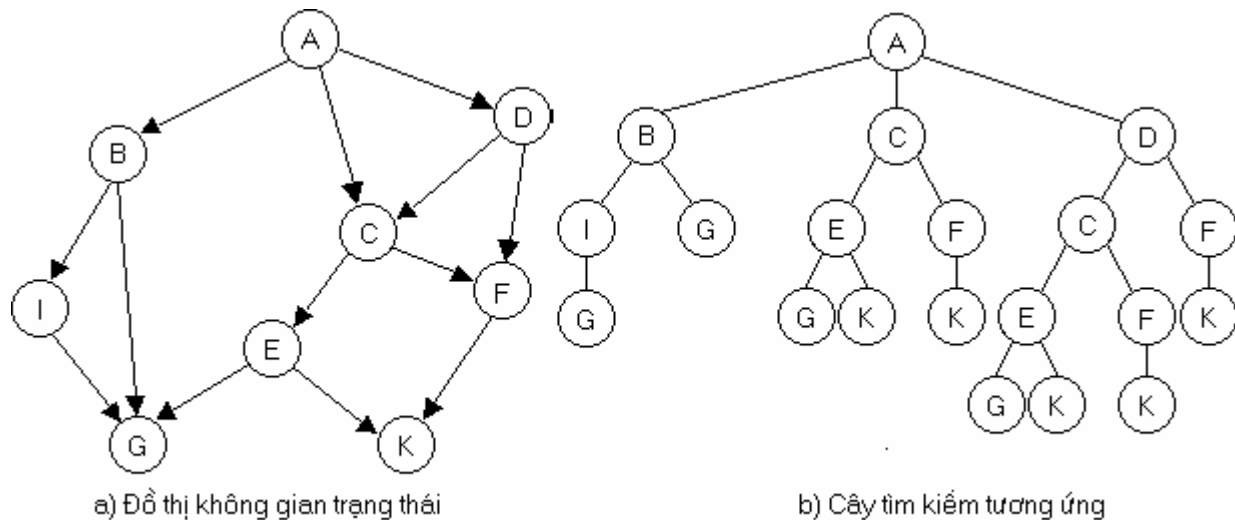 A
D
B
C
F
I
E
G
K
a) Đồ thị không gian trạng thái
A
B
C
D
I
G
E
F
C
F
G
G
K
K
E
F
K
G
K
K
b) Cây tìm kiếm tương ứng